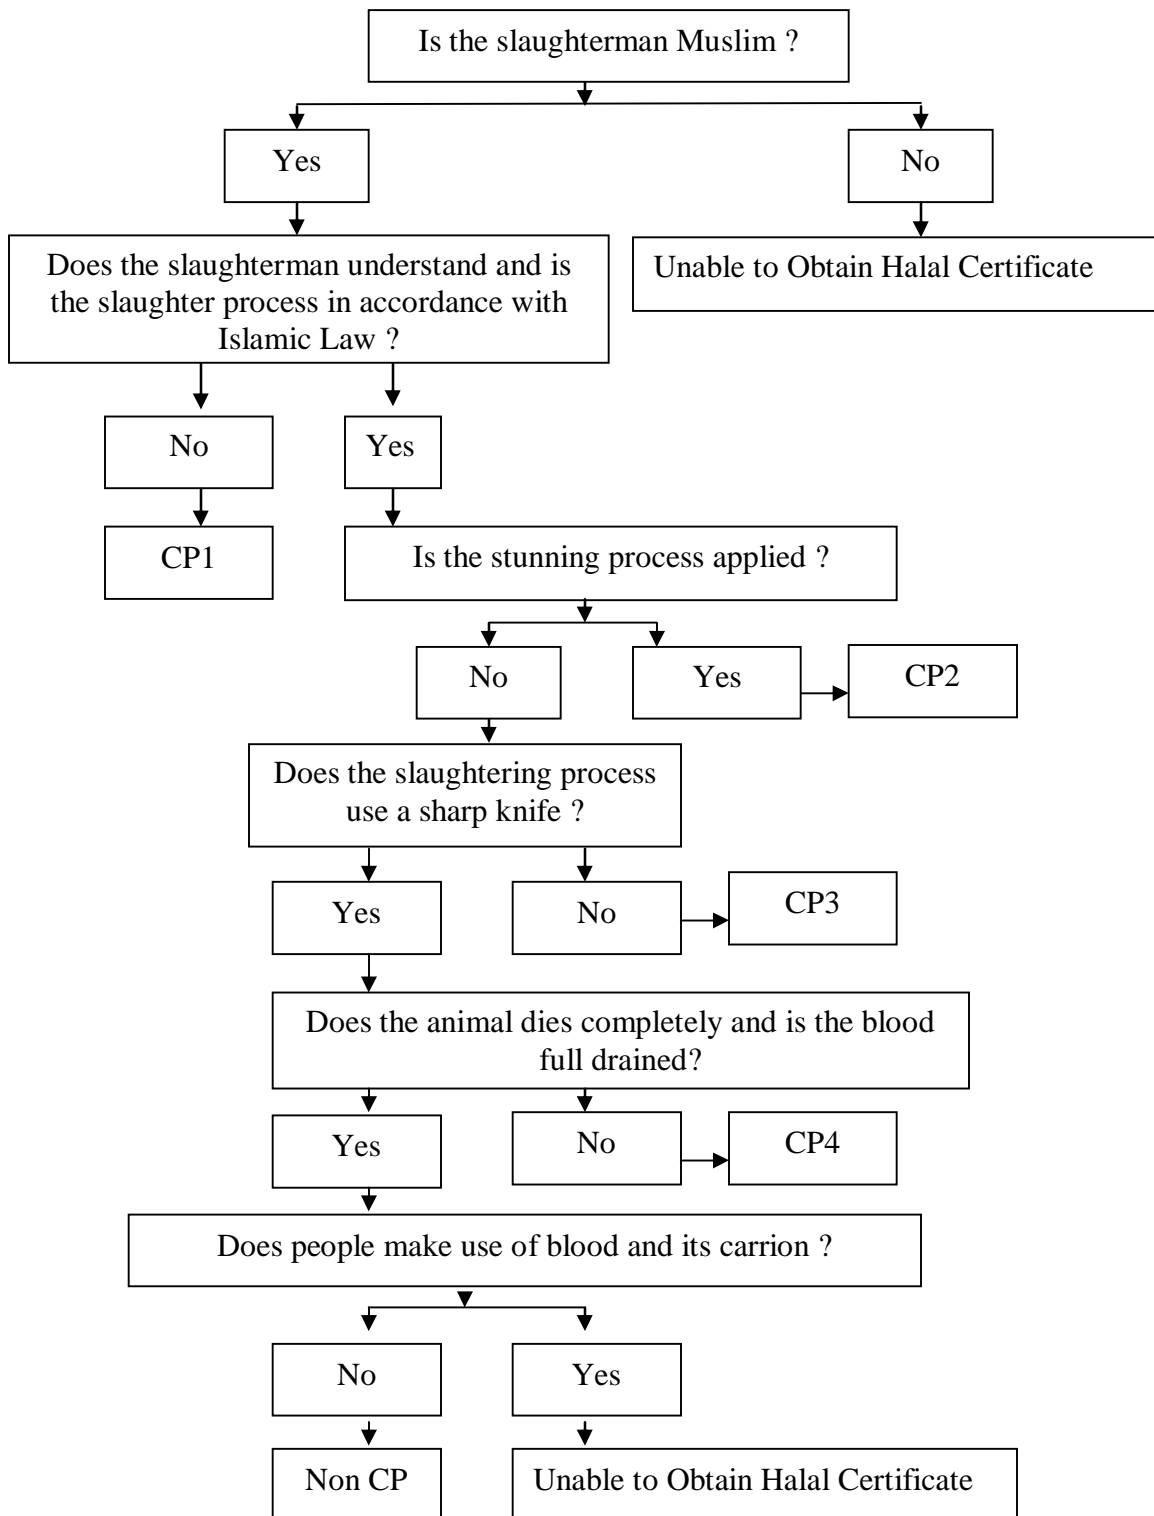 Is the slaughterman Muslim ?
Yes
No
Does the slaughterman understand and is
the slaughter process in accordance with
Islamic Law ?
Unable to Obtain Halal Certificate
No
Yes
CP1
Is the stunning process applied ?
No
Yes
CP2
Does the slaughtering process
use a sharp knife ?
Yes
No
CP3
Does the animal dies completely and is the blood
full drained?
Yes
No
CP4
Does people make use of blood and its carrion ?
No
Yes
Non CP
Unable to Obtain Halal Certificate